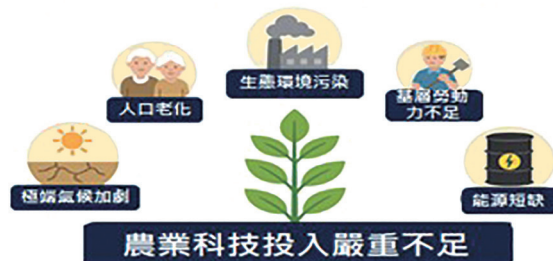 生態環境污染
人口老化
基層勞動
力不足
極端氣候加劇
能源短缺
農業科技投入嚴重不足